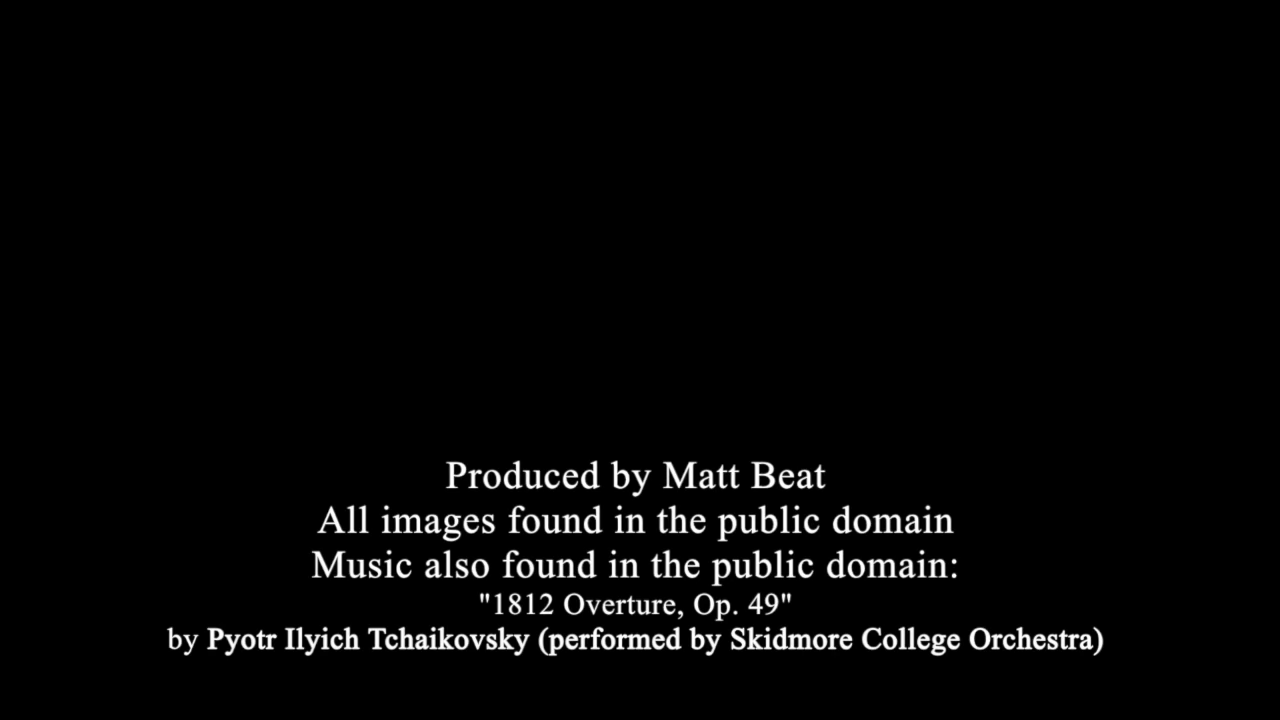 Produced by Matt Beat
All images found in the public domain
Music also found in the public domain:
"1812 Overture, Op. 49"
by Pyotr Ilyich Tchaikovsky (performed by Skidmore College Orchestra)